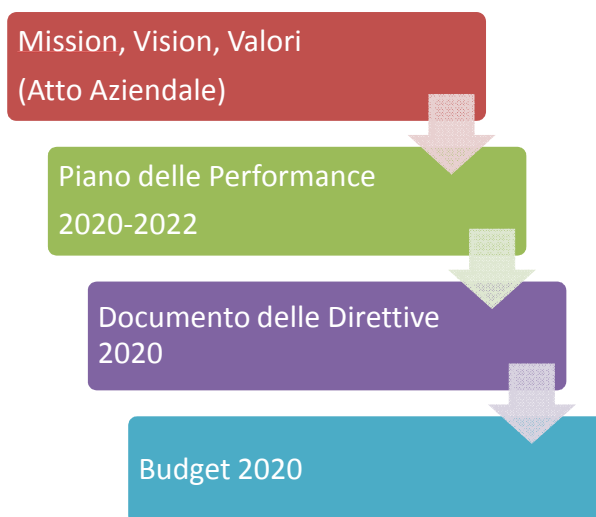 Mission, Vision, Valori
(Atto Aziendale)
Piano delle Performance
2020-2022
Documento delle Direttive
2020
Budget 2020